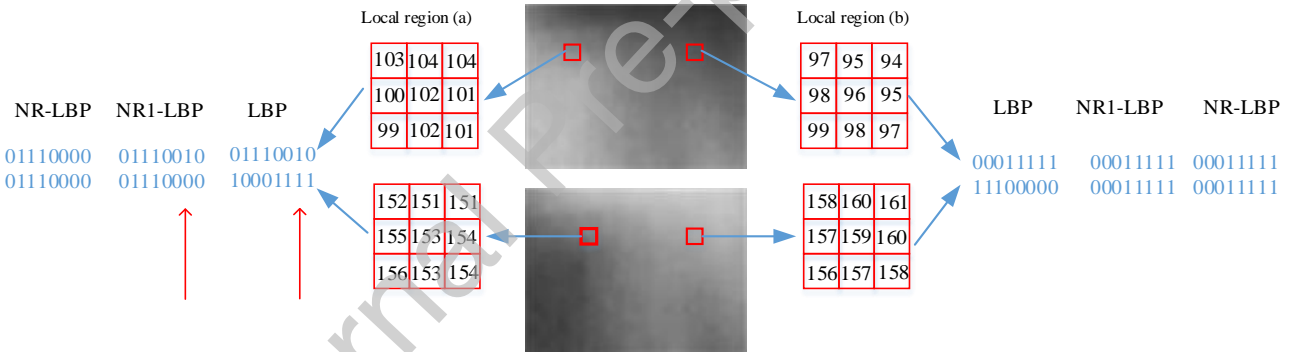 Local region (a)
Local region (b)
103 104 104
100 102 101
99 102 101
97 95 94
98 96 95
99 98 97
NR-LBP NR1-LBP LBP
01110000 01110010 01110010
01110000 01110000 10001111
LBP NR1-LBP NR-LBP
00011111 00011111 00011111
11100000 00011111 00011111
152 151 151
155 153 154
156 153 154
158 160 161
157 159 160
156 157 158
rnal Pre-